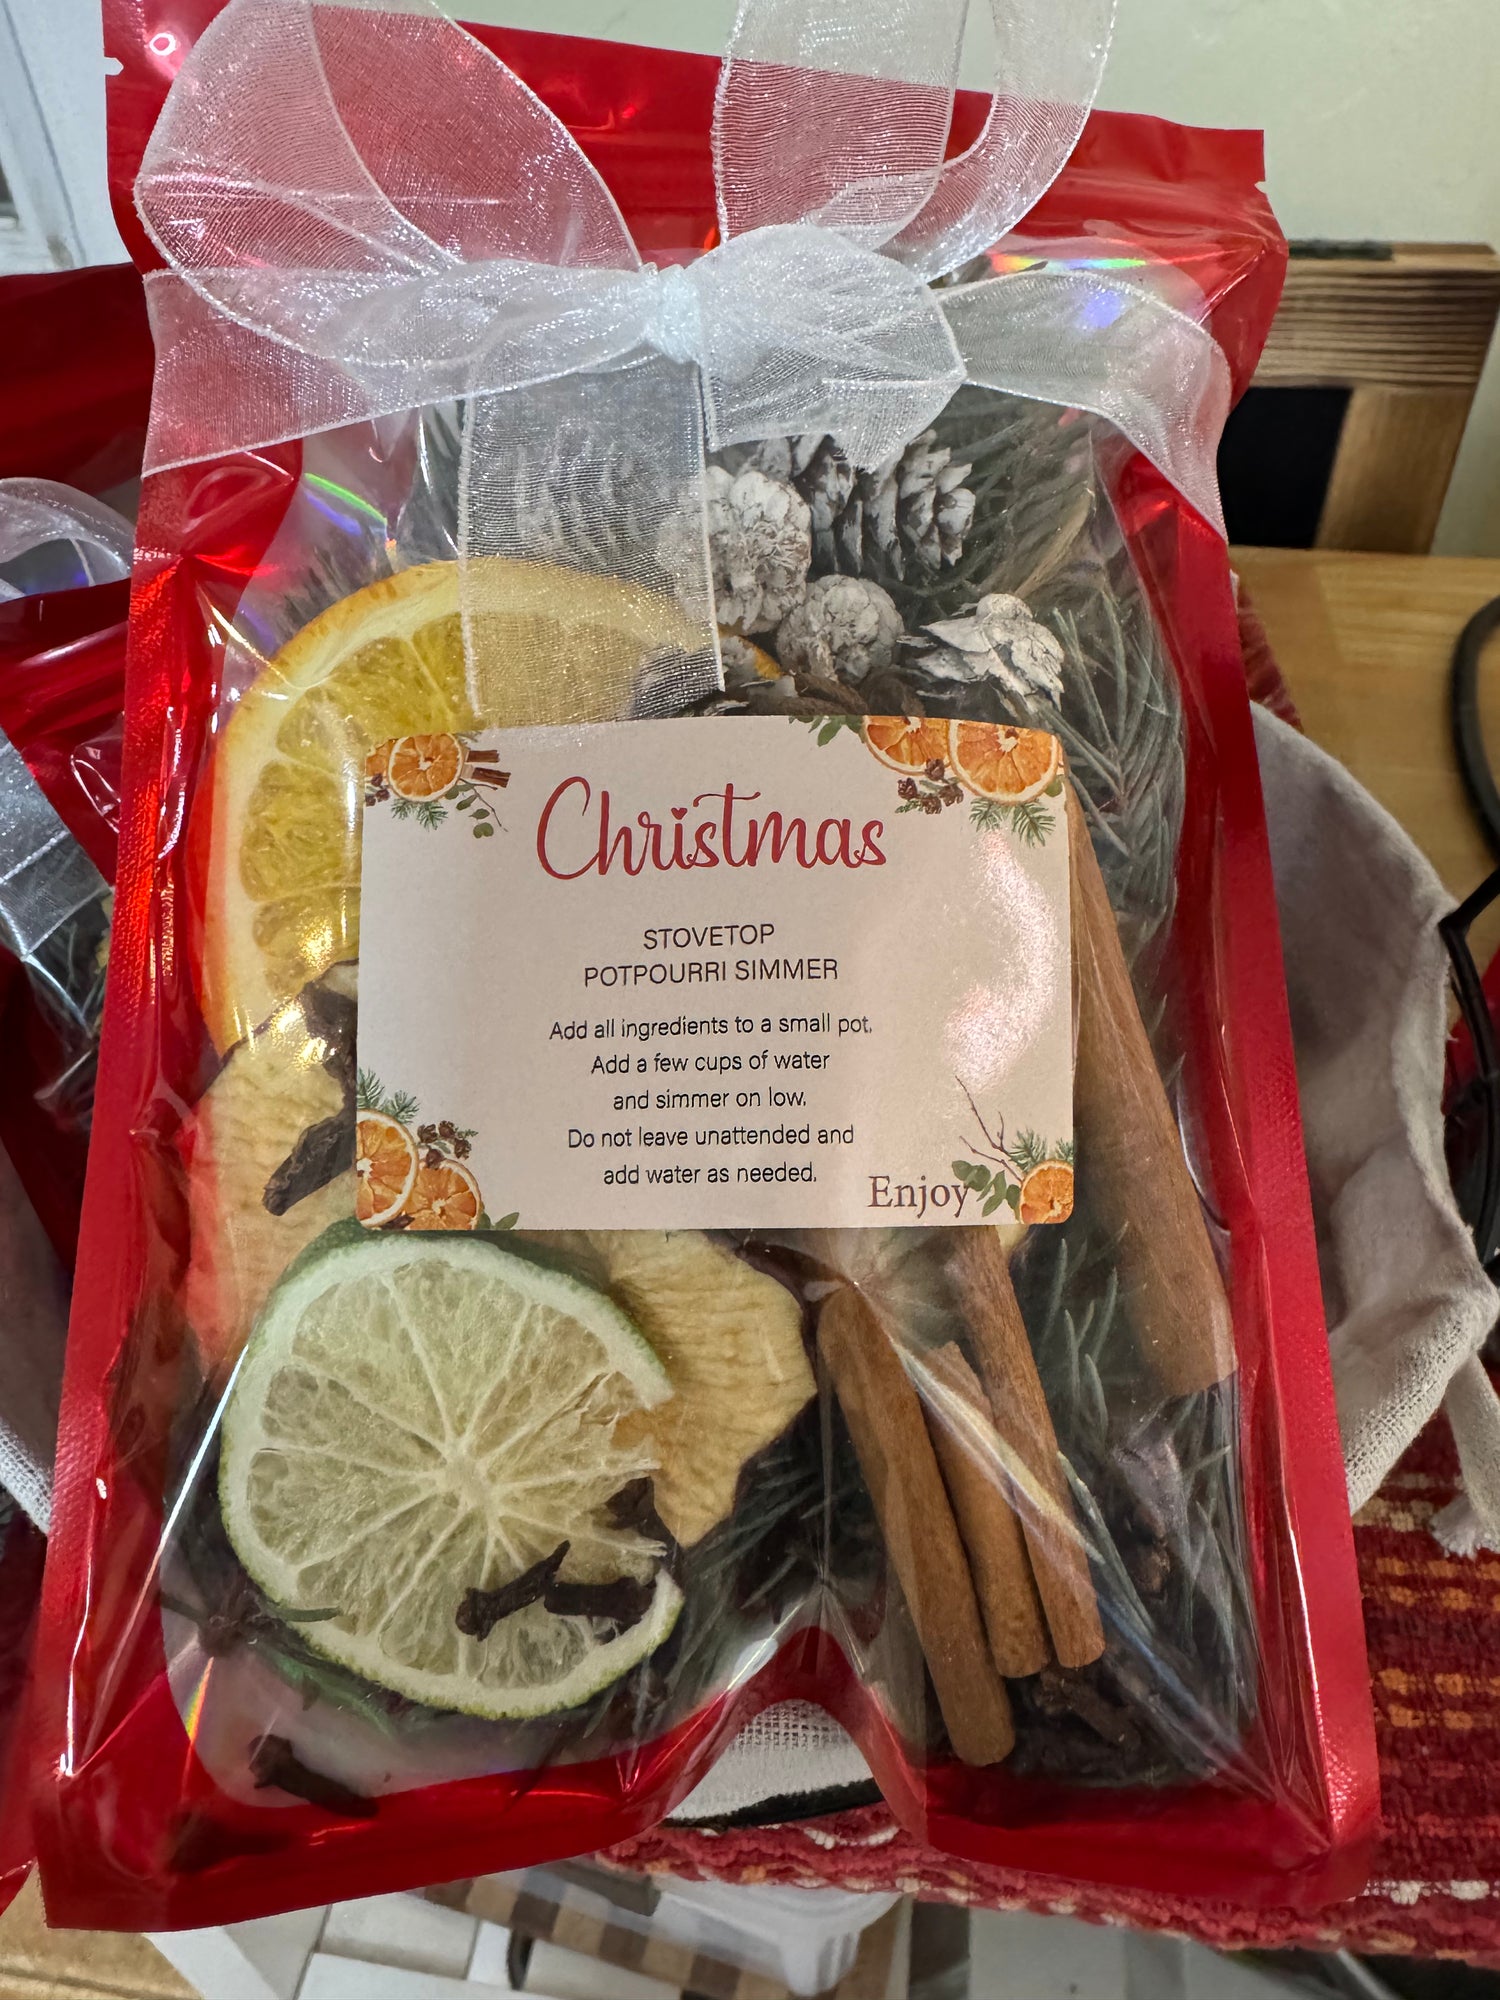 Christmas
STOVETOP
POTPOURRI SIMMER
Add all ingredients to a small pot.
Add a few cups of water
and simmer on low.
Do not leave unattended and
add water as needed.
Enjoy